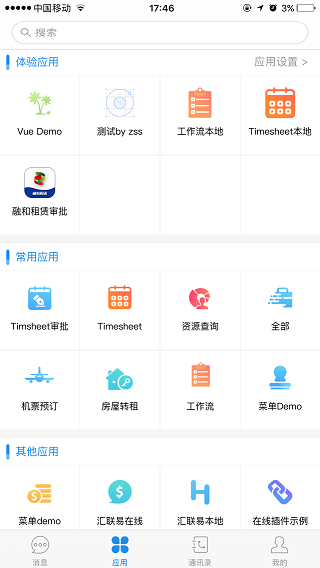 中国移动 17:46 3%
搜索
体验应用 应用设置 >
Vue Demo 测试by zss 工作流本地 Timesheet本地
融和租赁审批
常用应用
Timsheet审批 Timesheet 资源查询 全部
机票预订 房屋转租 工作流 菜单Demo
其他应用
菜单demo 汇联易在线 汇联易本地 在线插件示例
消息 应用 通讯录 我的